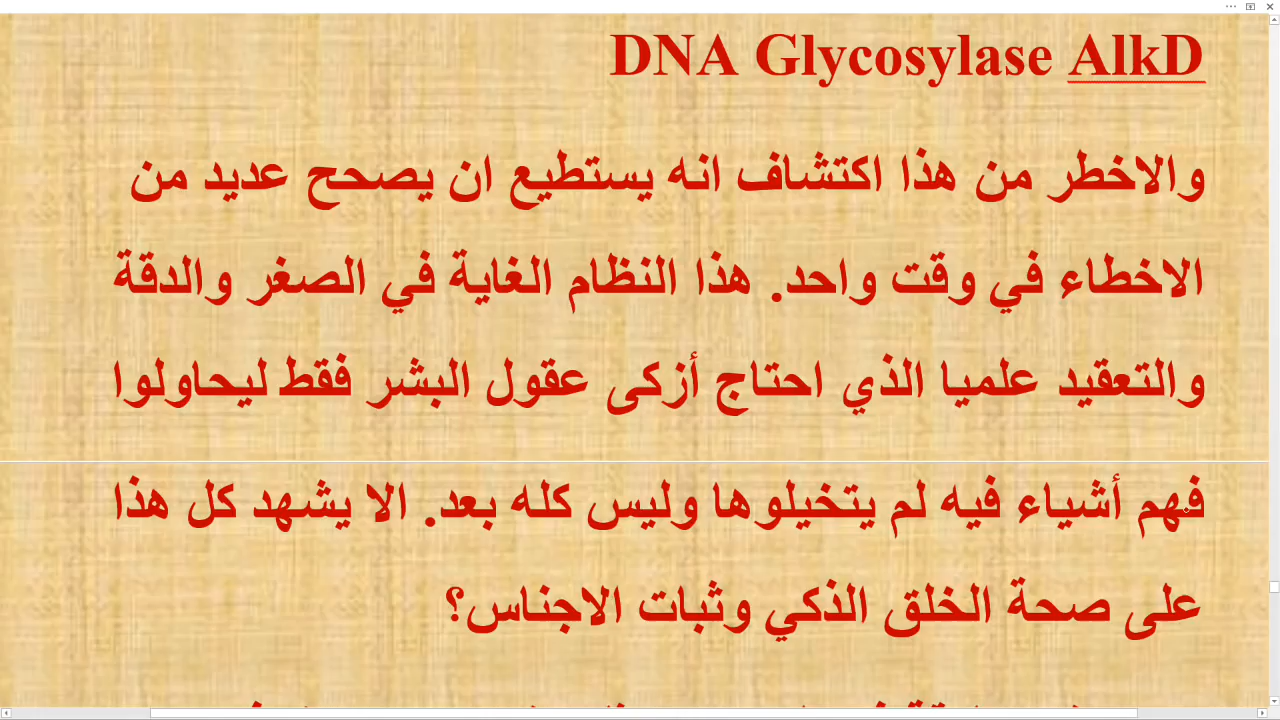 DNA Glycosylase AlkD
والاخطر من هذا اكتشاف انه يستطيع ان يصحح عديد من
الاخطاء في وقت واحد. هذا النظام الغاية في الصغر والدقة
والتعقيد علميا الذي احتاج أزكى عقول البشر فقط ليحاولوا
فهم أشياء فيه لم يتخيلوها وليس كله بعد. الا يشهد كل هذا
على صحة الخلق الذكي وثبات الاجناس؟